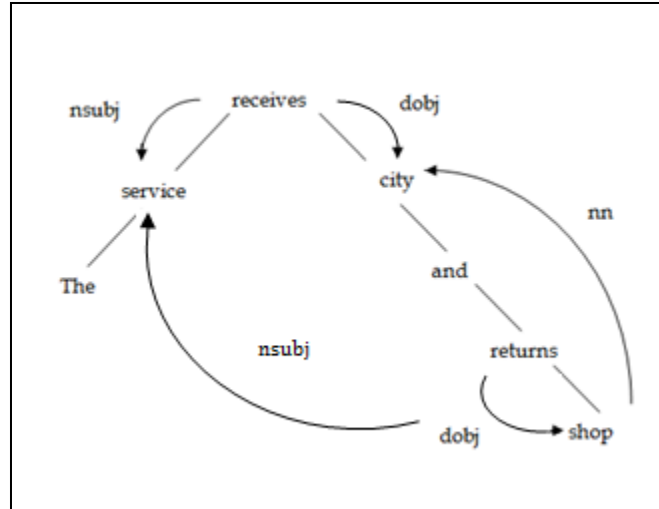 receives
nsubj
dobj
service
city
nn
and
The
nsubj
returns
dobj
shop